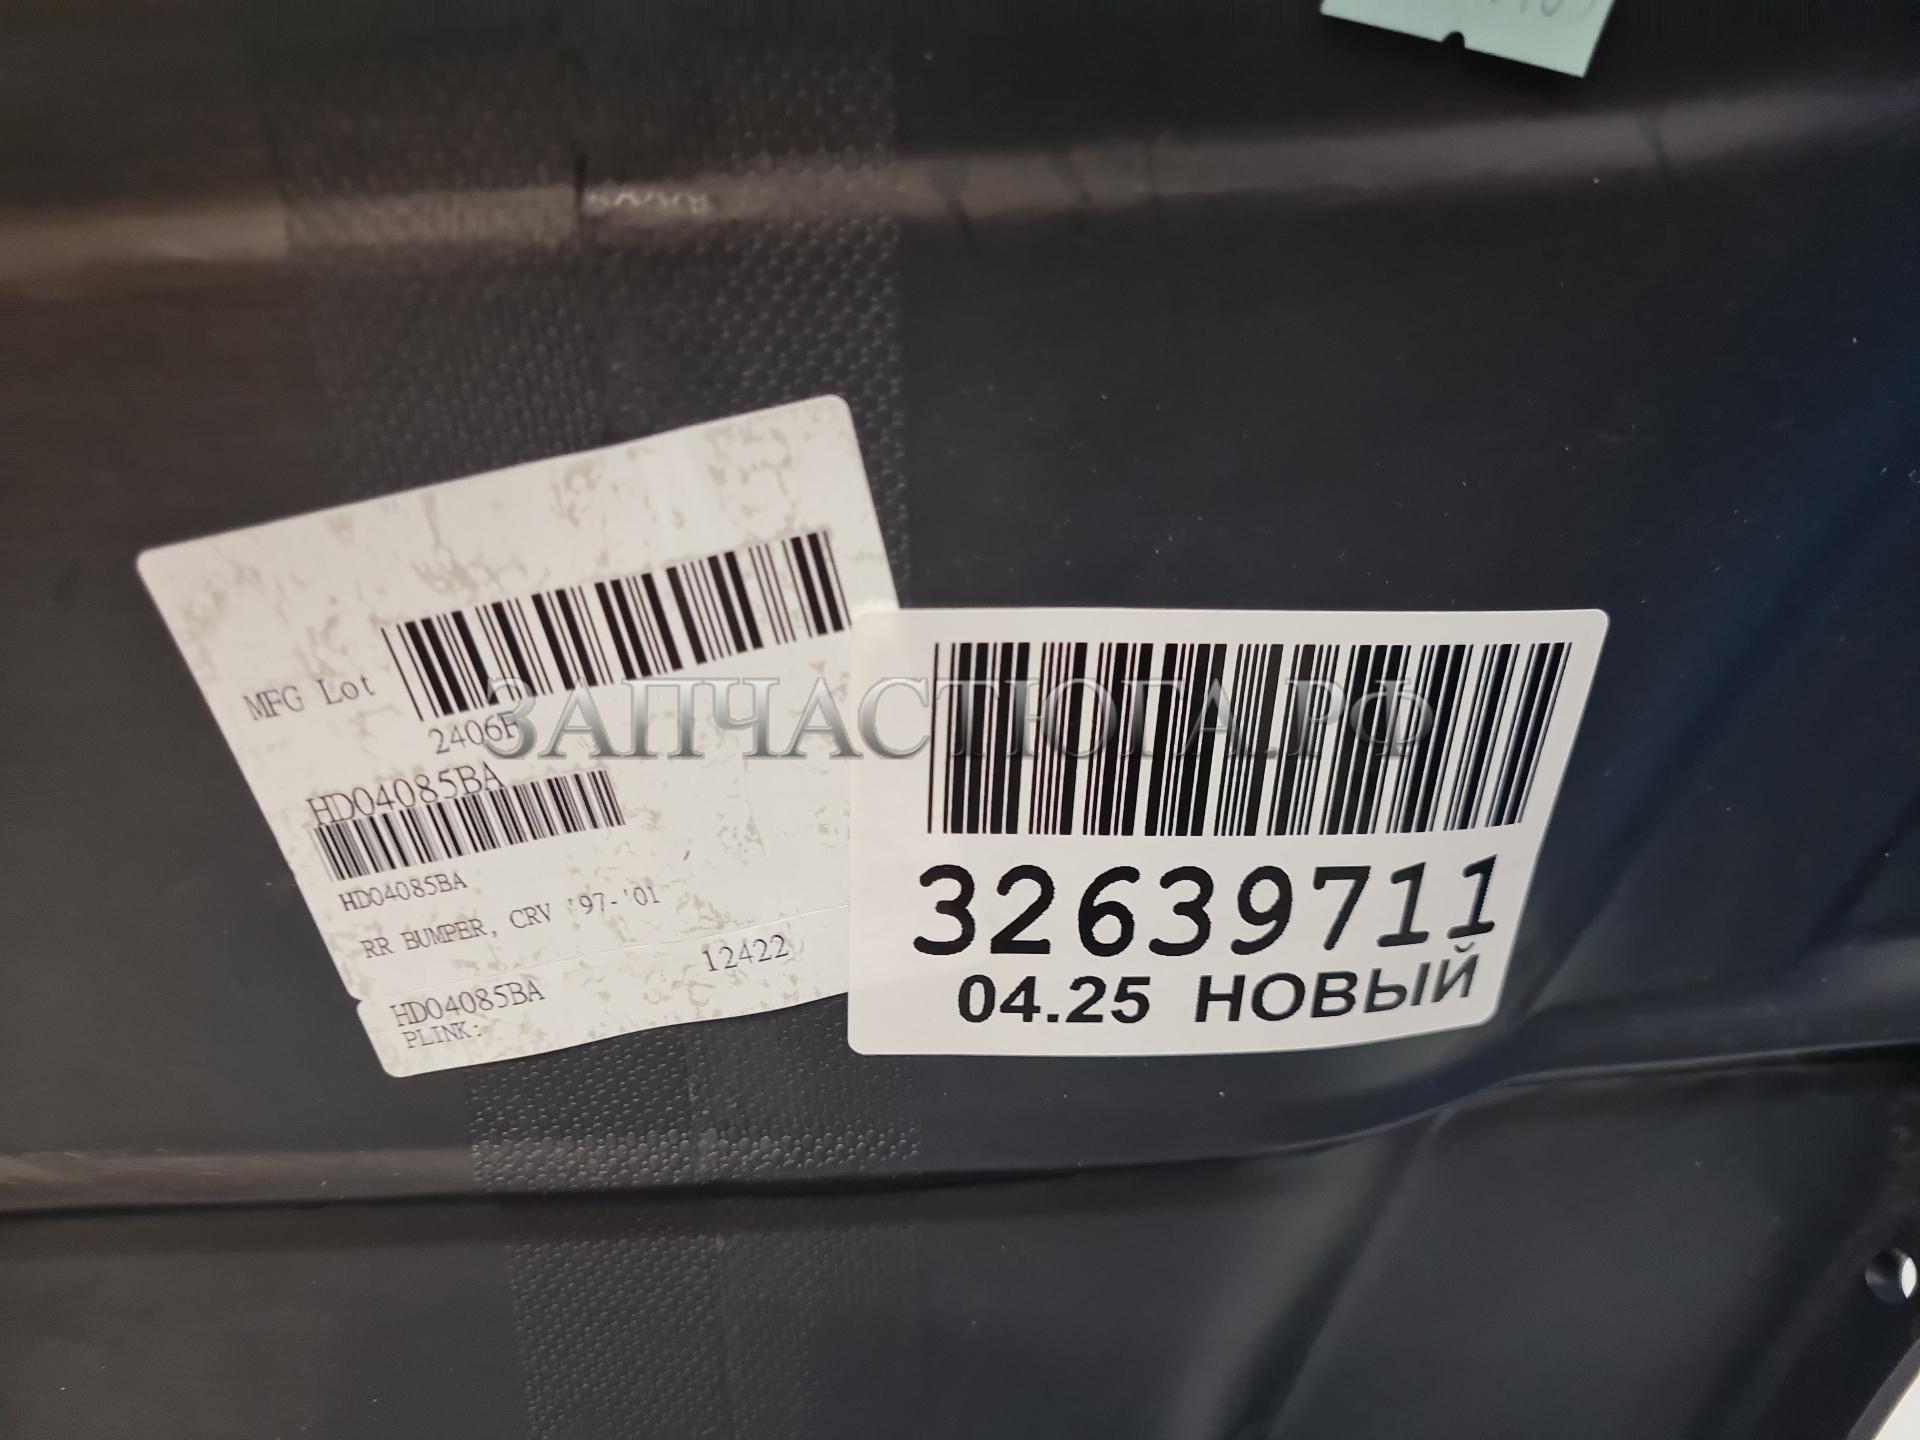 MFG Lot
2406F
HD04085BA
HD04085BA
RR BUMPER, CRV '97-'01
12422
HD04085BA
PLINK:
ЗАПЧАСТЮГА.РФ
32639711
04.25 НОВЫЙ